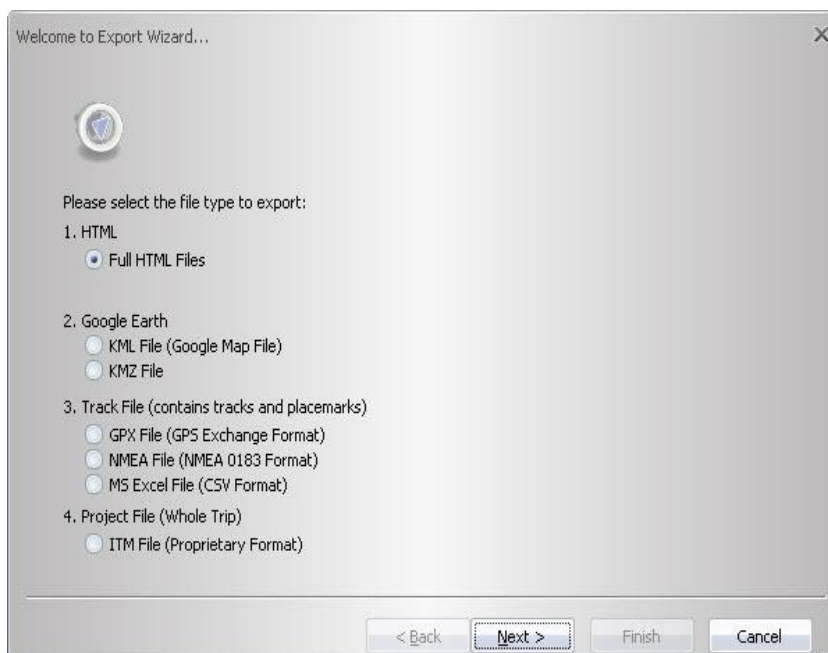 Welcome to Export Wizard...
Please select the file type to export:
1. HTML
Full HTML Files
2. Google Earth
KML File (Google Map File)
KMZ File
3. Track File (contains tracks and placemarks)
GPX File (GPS Exchange Format)
NMEA File (NMEA 0183 Format)
MS Excel File (CSV Format)
4. Project File (Whole Trip)
ITM File (Proprietary Format)
< Back Next > Finish Cancel